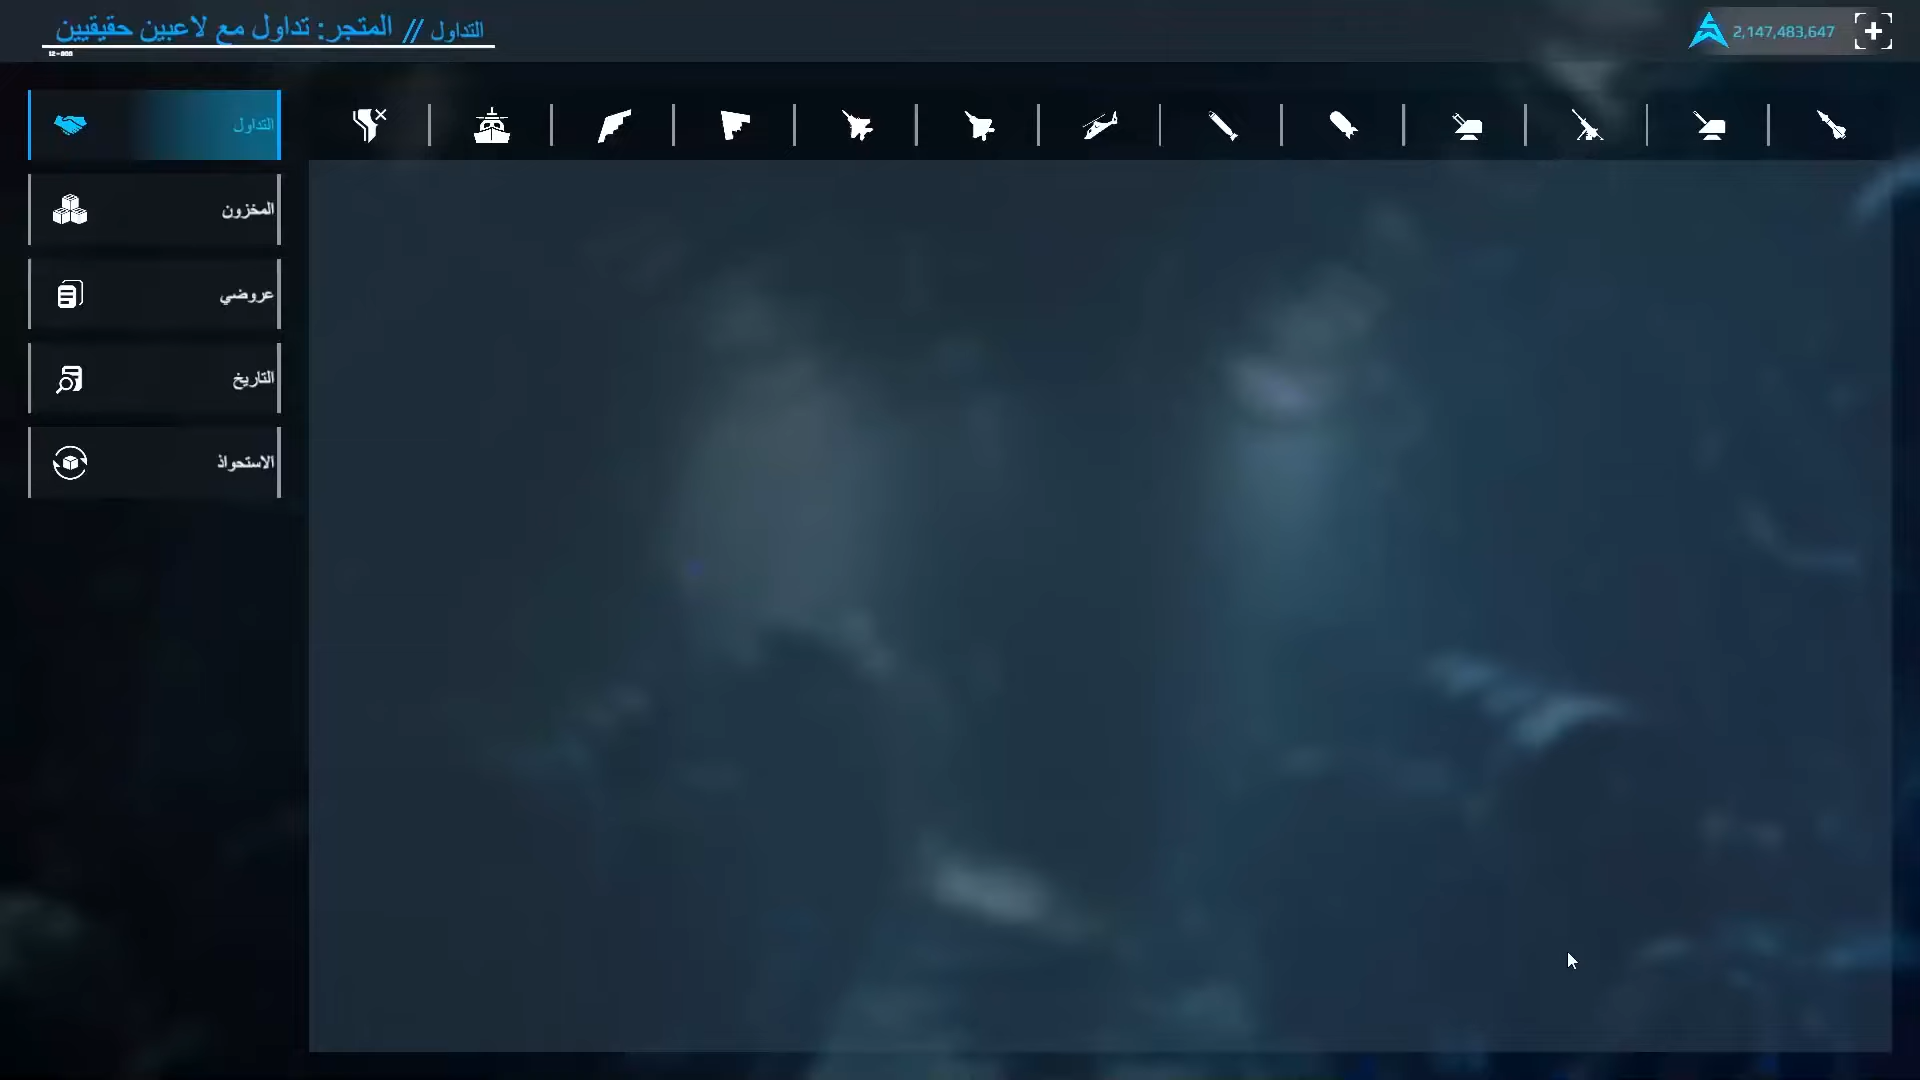 التداول // المتجر: تداول مع لاعبين حقيقيين
2,147,483,647
التداول
المخزون
عروضي
التاريخ
الاستحواذ